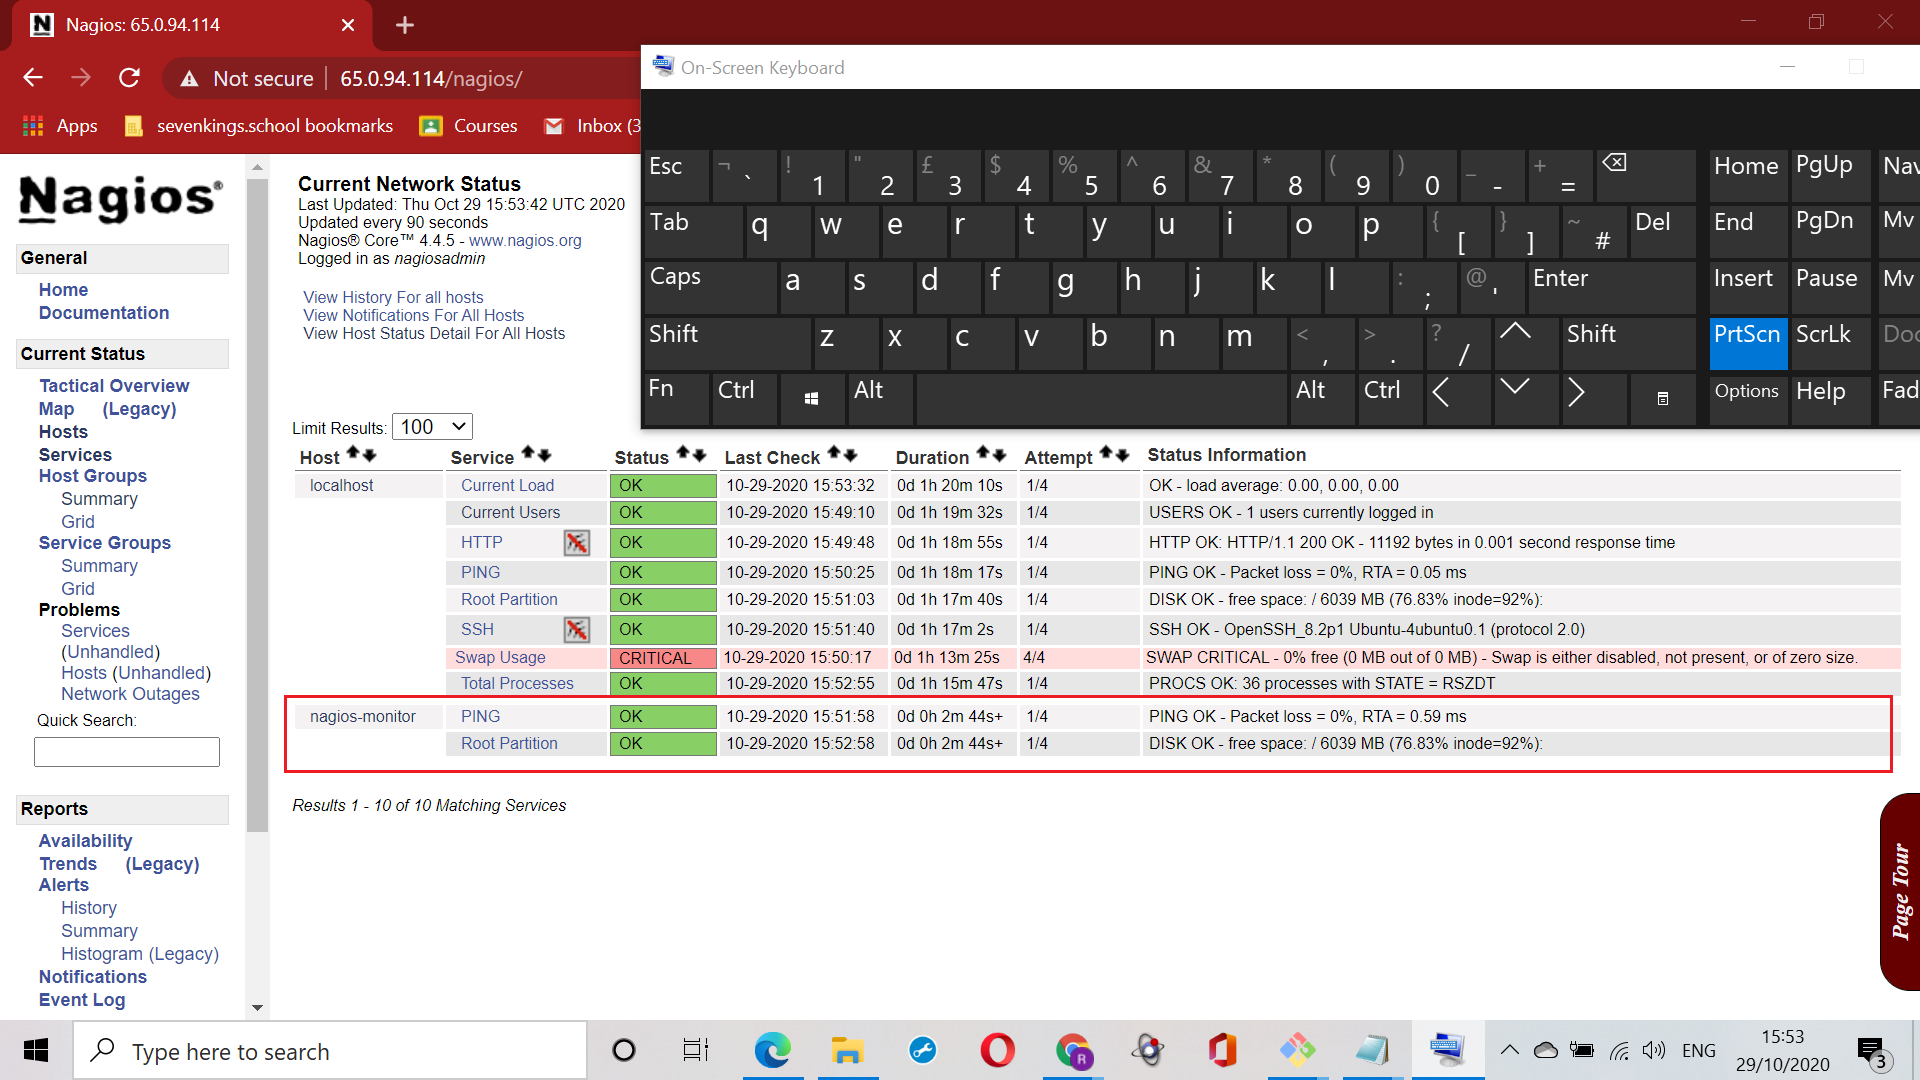 Nagios: 65.0.94.114
Not secure | 65.0.94.114/nagios/
Apps sevenkings.school bookmarks Courses Inbox (3
On-Screen Keyboard
Esc ¬ ` ! 1 " 2 £ 3 $ 4 % 5 ^ 6 & 7 * 8 ( 9 ) 0 _ - + = Home PgUp Nav
Tab q w e r t y u i o p { [ } ] ~ # Del End PgDn Mv
Caps a s d f g h j k l : ; @ ' Enter Insert Pause Mv
Shift z x c v b n m < , > . ? / Shift PrtScn ScrLk Doc
Fn Ctrl Alt Alt Ctrl Options Help Fad
Nagios®
General
Home
Documentation
Current Status
Tactical Overview
Map (Legacy)
Hosts
Services
Host Groups
Summary
Grid
Service Groups
Summary
Grid
Problems
Services
(Unhandled)
Hosts (Unhandled)
Network Outages
Quick Search:
Reports
Availability
Trends (Legacy)
Alerts
History
Summary
Histogram (Legacy)
Notifications
Event Log
Current Network Status
Last Updated: Thu Oct 29 15:53:42 UTC 2020
Updated every 90 seconds
Nagios® Core™ 4.4.5 - www.nagios.org
Logged in as nagiosadmin
View History For all hosts
View Notifications For All Hosts
View Host Status Detail For All Hosts
Limit Results: 100
Host Service Status Last Check Duration Attempt Status Information
localhost Current Load OK 10-29-2020 15:53:32 0d 1h 20m 10s 1/4 OK - load average: 0.00, 0.00, 0.00
Current Users OK 10-29-2020 15:49:10 0d 1h 19m 32s 1/4 USERS OK - 1 users currently logged in
HTTP OK 10-29-2020 15:49:48 0d 1h 18m 55s 1/4 HTTP OK: HTTP/1.1 200 OK - 11192 bytes in 0.001 second response time
PING OK 10-29-2020 15:50:25 0d 1h 18m 17s 1/4 PING OK - Packet loss = 0%, RTA = 0.05 ms
Root Partition OK 10-29-2020 15:51:03 0d 1h 17m 40s 1/4 DISK OK - free space: / 6039 MB (76.83% inode=92%):
SSH OK 10-29-2020 15:51:40 0d 1h 17m 2s 1/4 SSH OK - OpenSSH_8.2p1 Ubuntu-4ubuntu0.1 (protocol 2.0)
Swap Usage CRITICAL 10-29-2020 15:50:17 0d 1h 13m 25s 4/4 SWAP CRITICAL - 0% free (0 MB out of 0 MB) - Swap is either disabled, not present, or of zero size.
Total Processes OK 10-29-2020 15:52:55 0d 1h 15m 47s 1/4 PROCS OK: 36 processes with STATE = RSZDT
nagios-monitor PING OK 10-29-2020 15:51:58 0d 0h 2m 44s+ 1/4 PING OK - Packet loss = 0%, RTA = 0.59 ms
Root Partition OK 10-29-2020 15:52:58 0d 0h 2m 44s+ 1/4 DISK OK - free space: / 6039 MB (76.83% inode=92%):
Results 1 - 10 of 10 Matching Services
Page Tour
Type here to search
R
ENG
15:53
29/10/2020
3